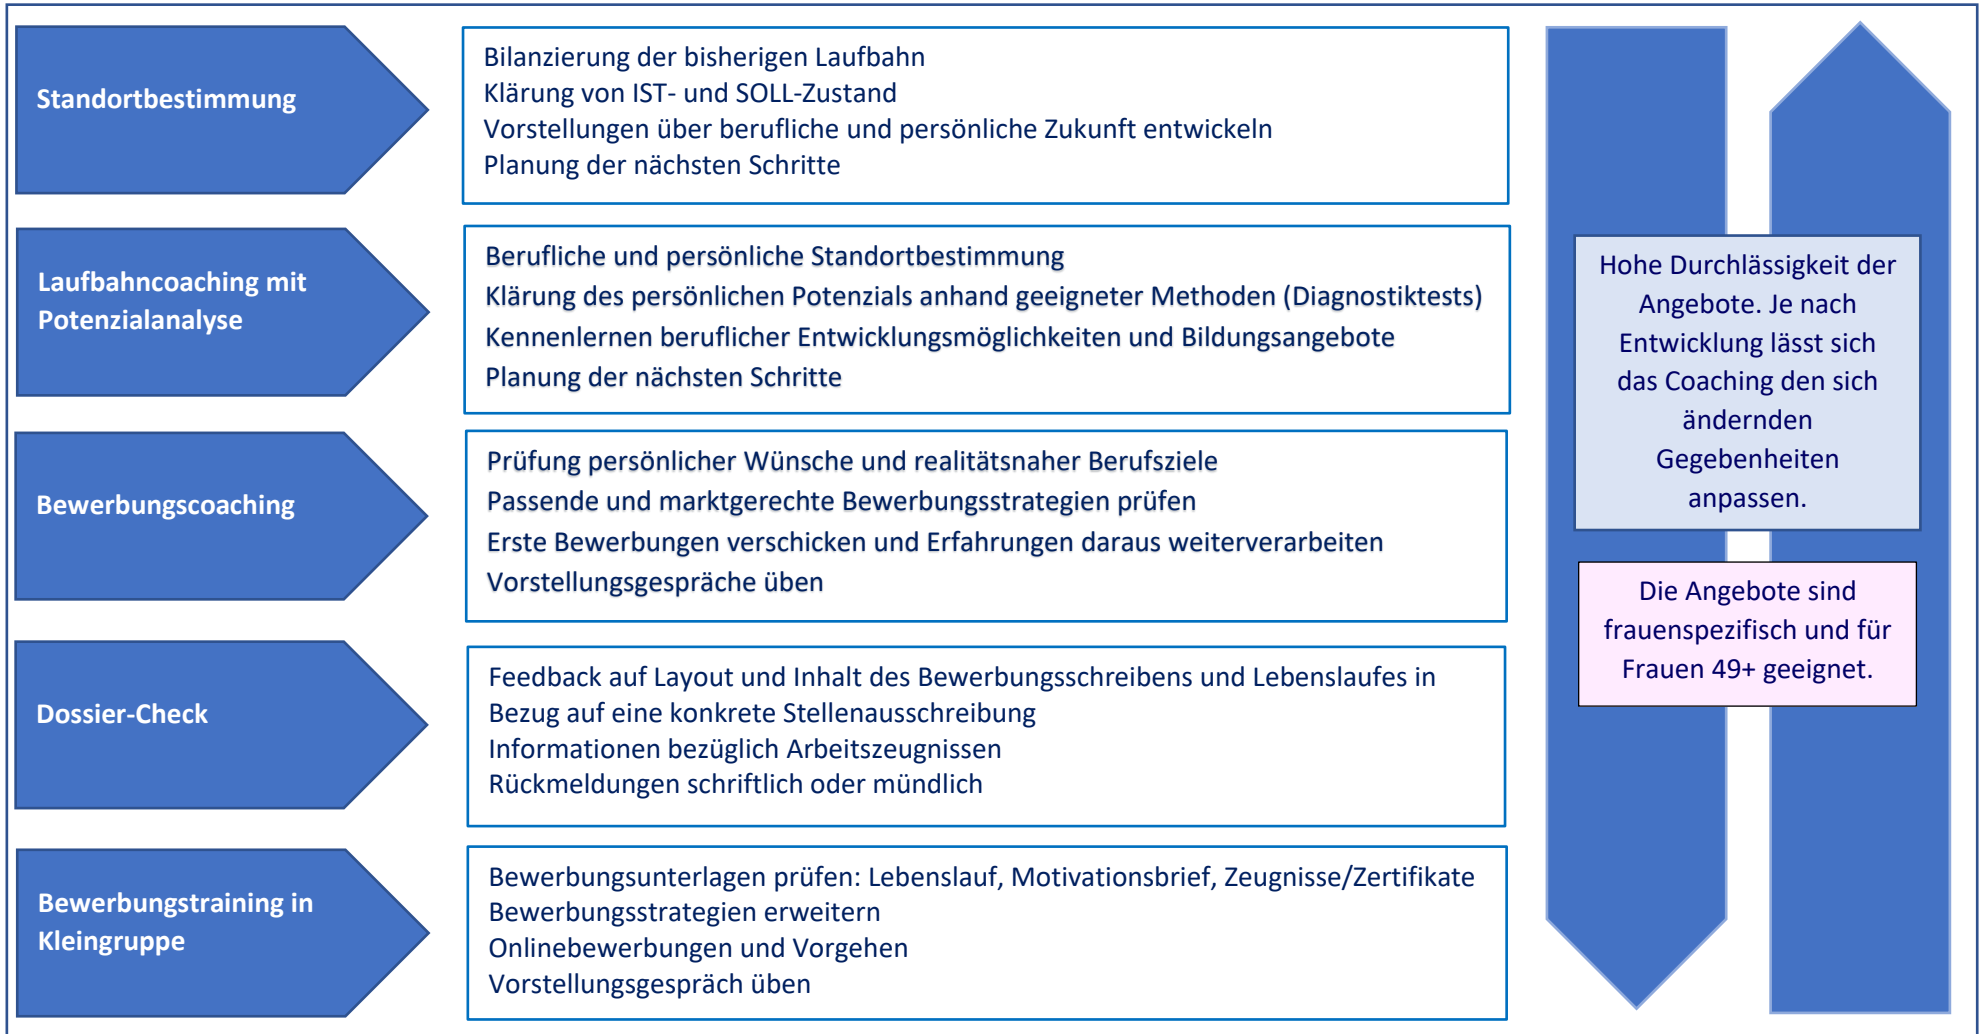 Standortbestimmung
Bilanzierung der bisherigen Laufbahn
Klärung von IST- und SOLL-Zustand
Vorstellungen über berufliche und persönliche Zukunft entwickeln
Planung der nächsten Schritte
Laufbahncoaching mit
Potenzialanalyse
Berufliche und persönliche Standortbestimmung
Klärung des persönlichen Potenzials anhand geeigneter Methoden (Diagnostiktests)
Kennenlernen beruflicher Entwicklungsmöglichkeiten und Bildungsangebote
Planung der nächsten Schritte
Bewerbungscoaching
Prüfung persönlicher Wünsche und realitätsnaher Berufsziele
Passende und marktgerechte Bewerbungsstrategien prüfen
Erste Bewerbungen verschicken und Erfahrungen daraus weiterverarbeiten
Vorstellungsgespräche üben
Dossier-Check
Feedback auf Layout und Inhalt des Bewerbungsschreibens und Lebenslaufes in
Bezug auf eine konkrete Stellenausschreibung
Informationen bezüglich Arbeitszeugnissen
Rückmeldungen schriftlich oder mündlich
Bewerbungstraining in
Kleingruppe
Bewerbungsunterlagen prüfen: Lebenslauf, Motivationsbrief, Zeugnisse/Zertifikate
Bewerbungsstrategien erweitern
Onlinebewerbungen und Vorgehen
Vorstellungsgespräch üben
Hohe Durchlässigkeit der
Angebote. Je nach
Entwicklung lässt sich
das Coaching den sich
ändernden
Gegebenheiten
anpassen.
Die Angebote sind
frauenspezifisch und für
Frauen 49+ geeignet.